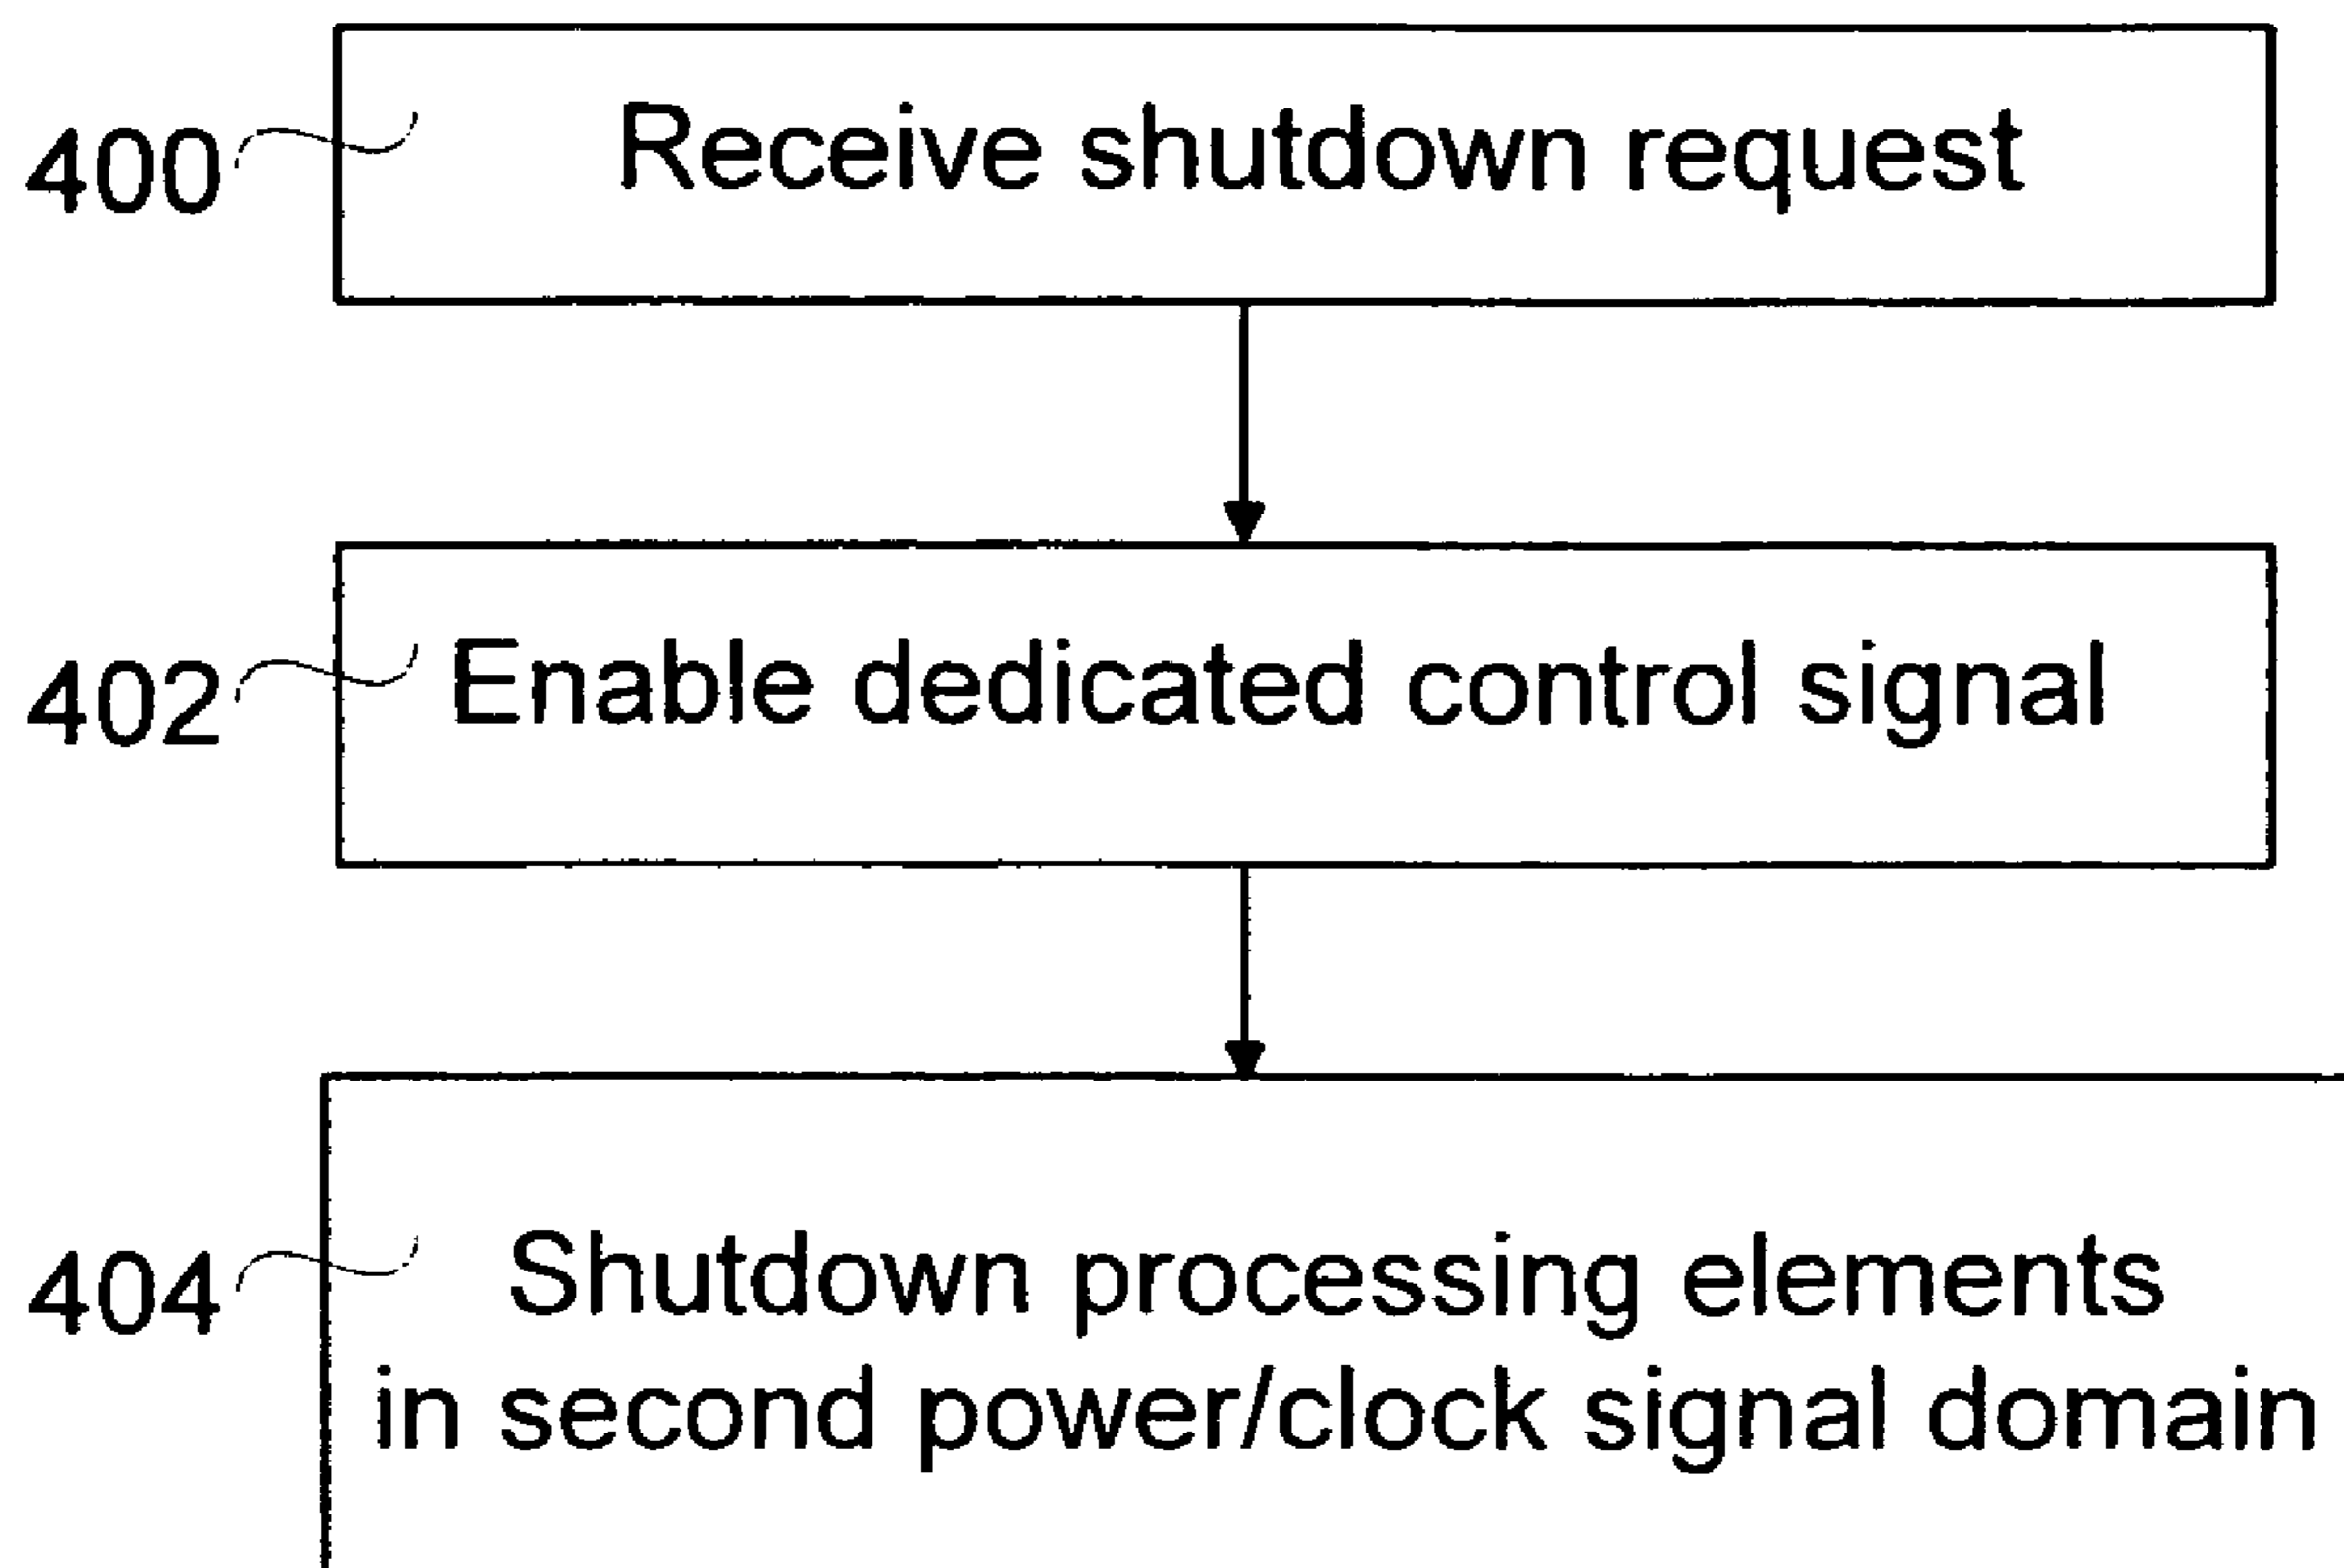 400 Receive shutdown request
402 Enable dedicated control signal
404 Shutdown processing elements
in second power/clock signal domain